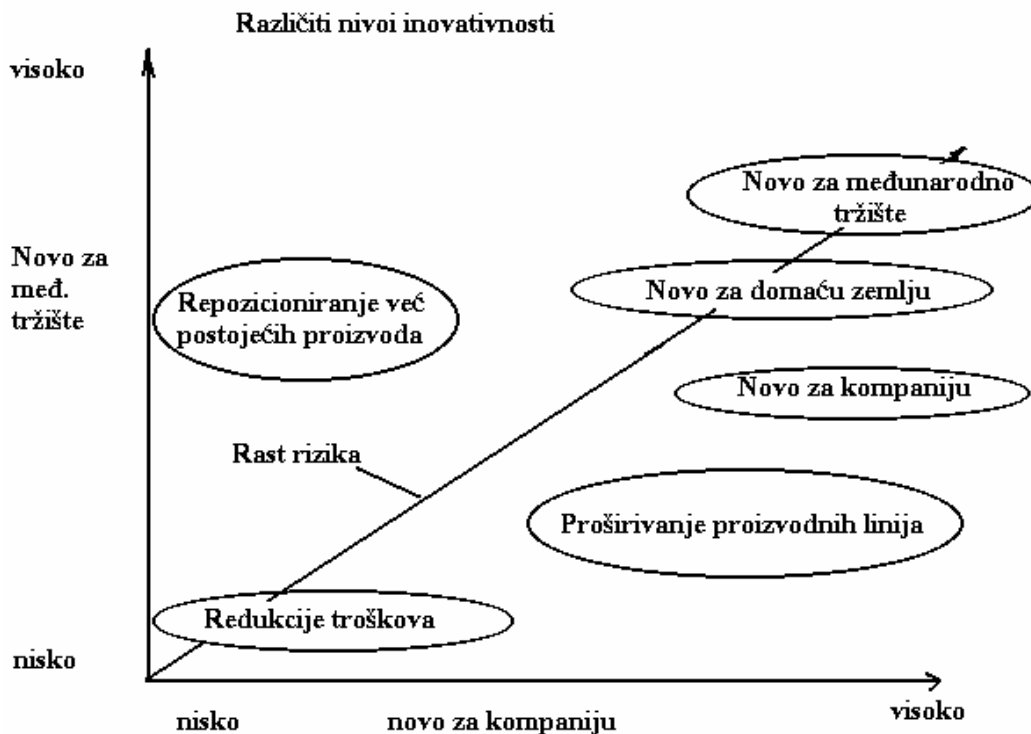 Različiti nivoi inovativnosti
visoko
Novo za međunarodno
tržište
Novo za
međ.
tržište
Novo za domaću zemlju
Repozicioniranje već
postojećih proizvoda
Novo za kompaniju
Rast rizika
Proširivanje proizvodnih linija
Redukcije troškova
nisko
nisko
novo za kompaniju
visoko